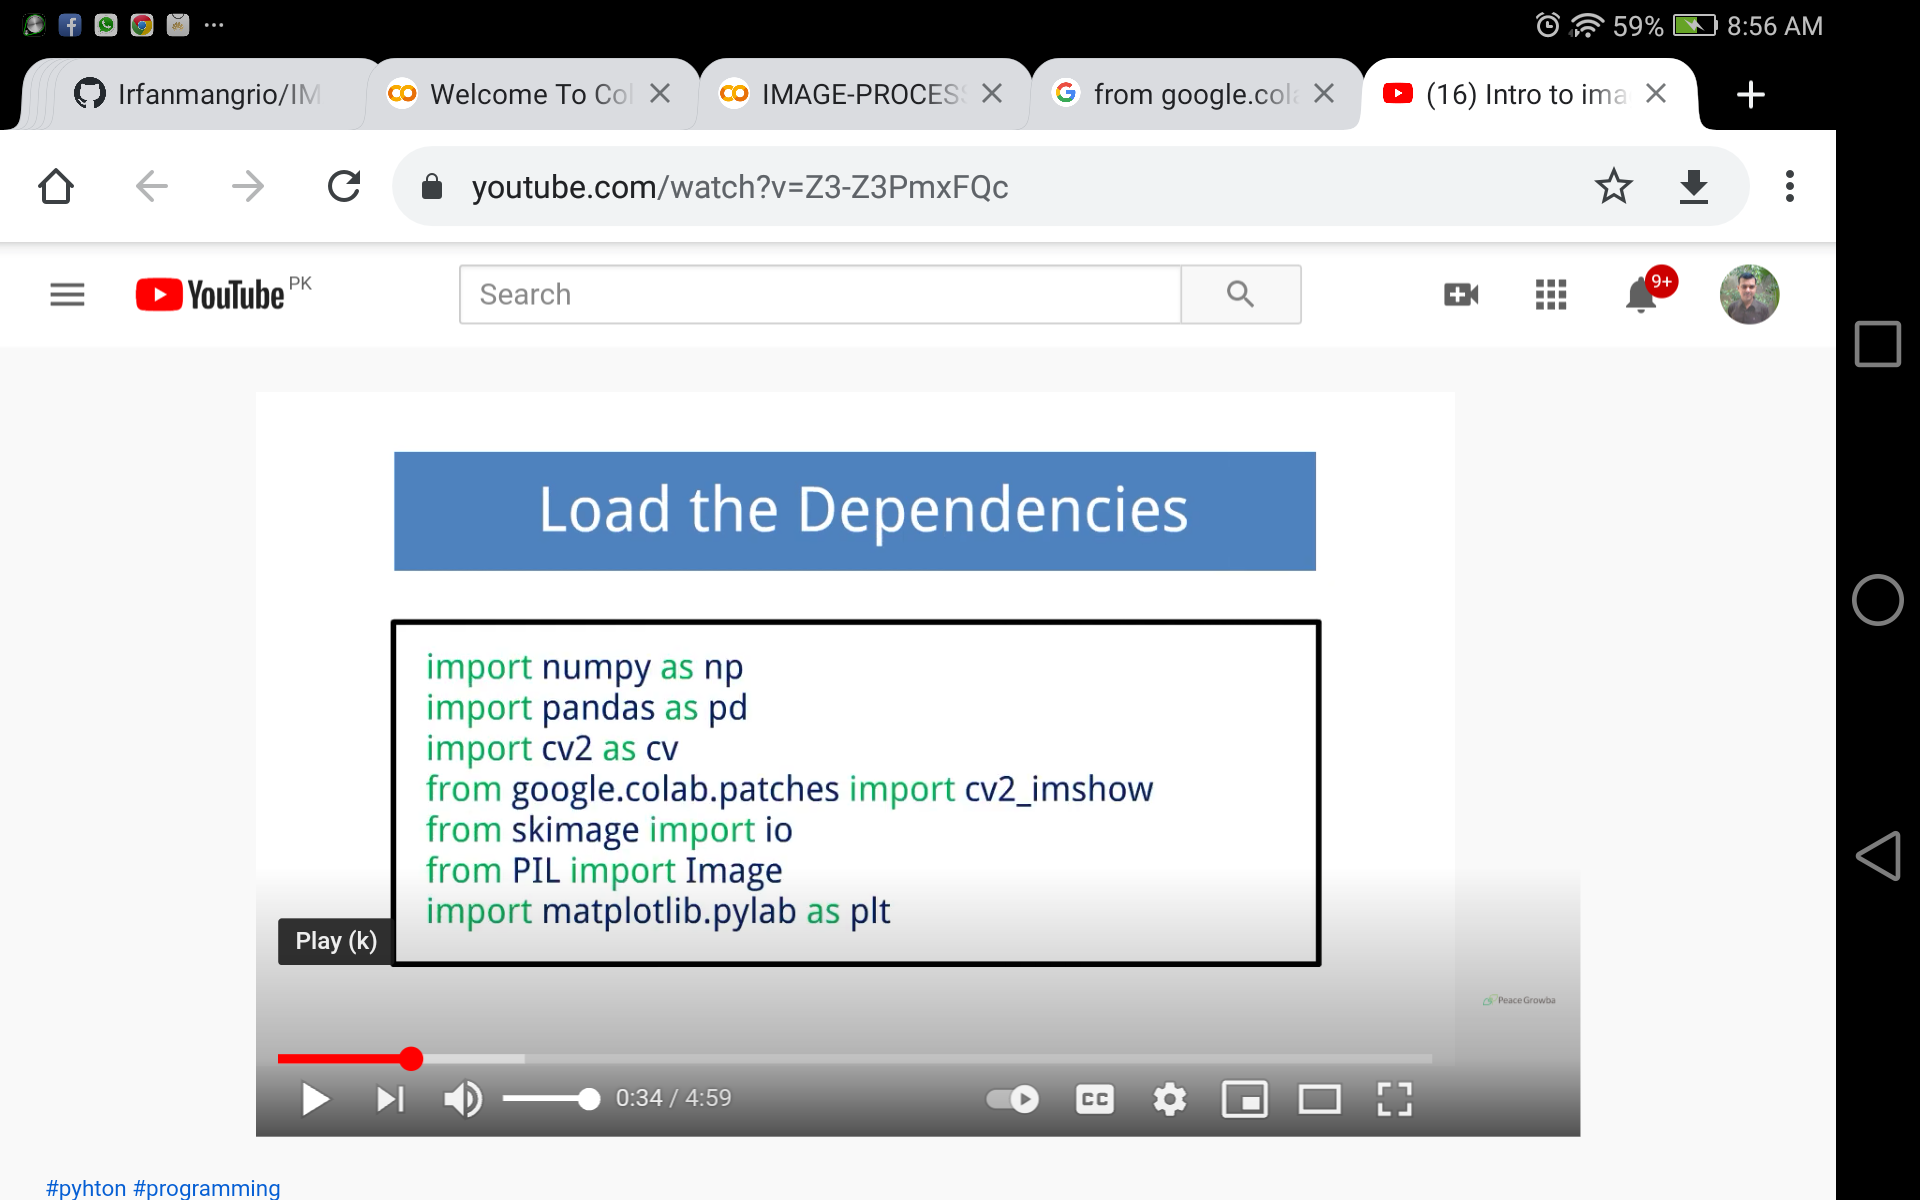 59% 8:56 AM
Irfanmangrio/IM
Welcome To Col
IMAGE-PROCESS
from google.cola
(16) Intro to ima
youtube.com/watch?v=Z3-Z3PmxFQc
YouTube PK
Search
9+
Load the Dependencies
import numpy as np
import pandas as pd
import cv2 as cv
from google.colab.patches import cv2_imshow
from skimage import io
from PIL import Image
import matplotlib.pylab as plt
Play (k)
Peace Growba
0:34 / 4:59
CC
#pyhton #programming